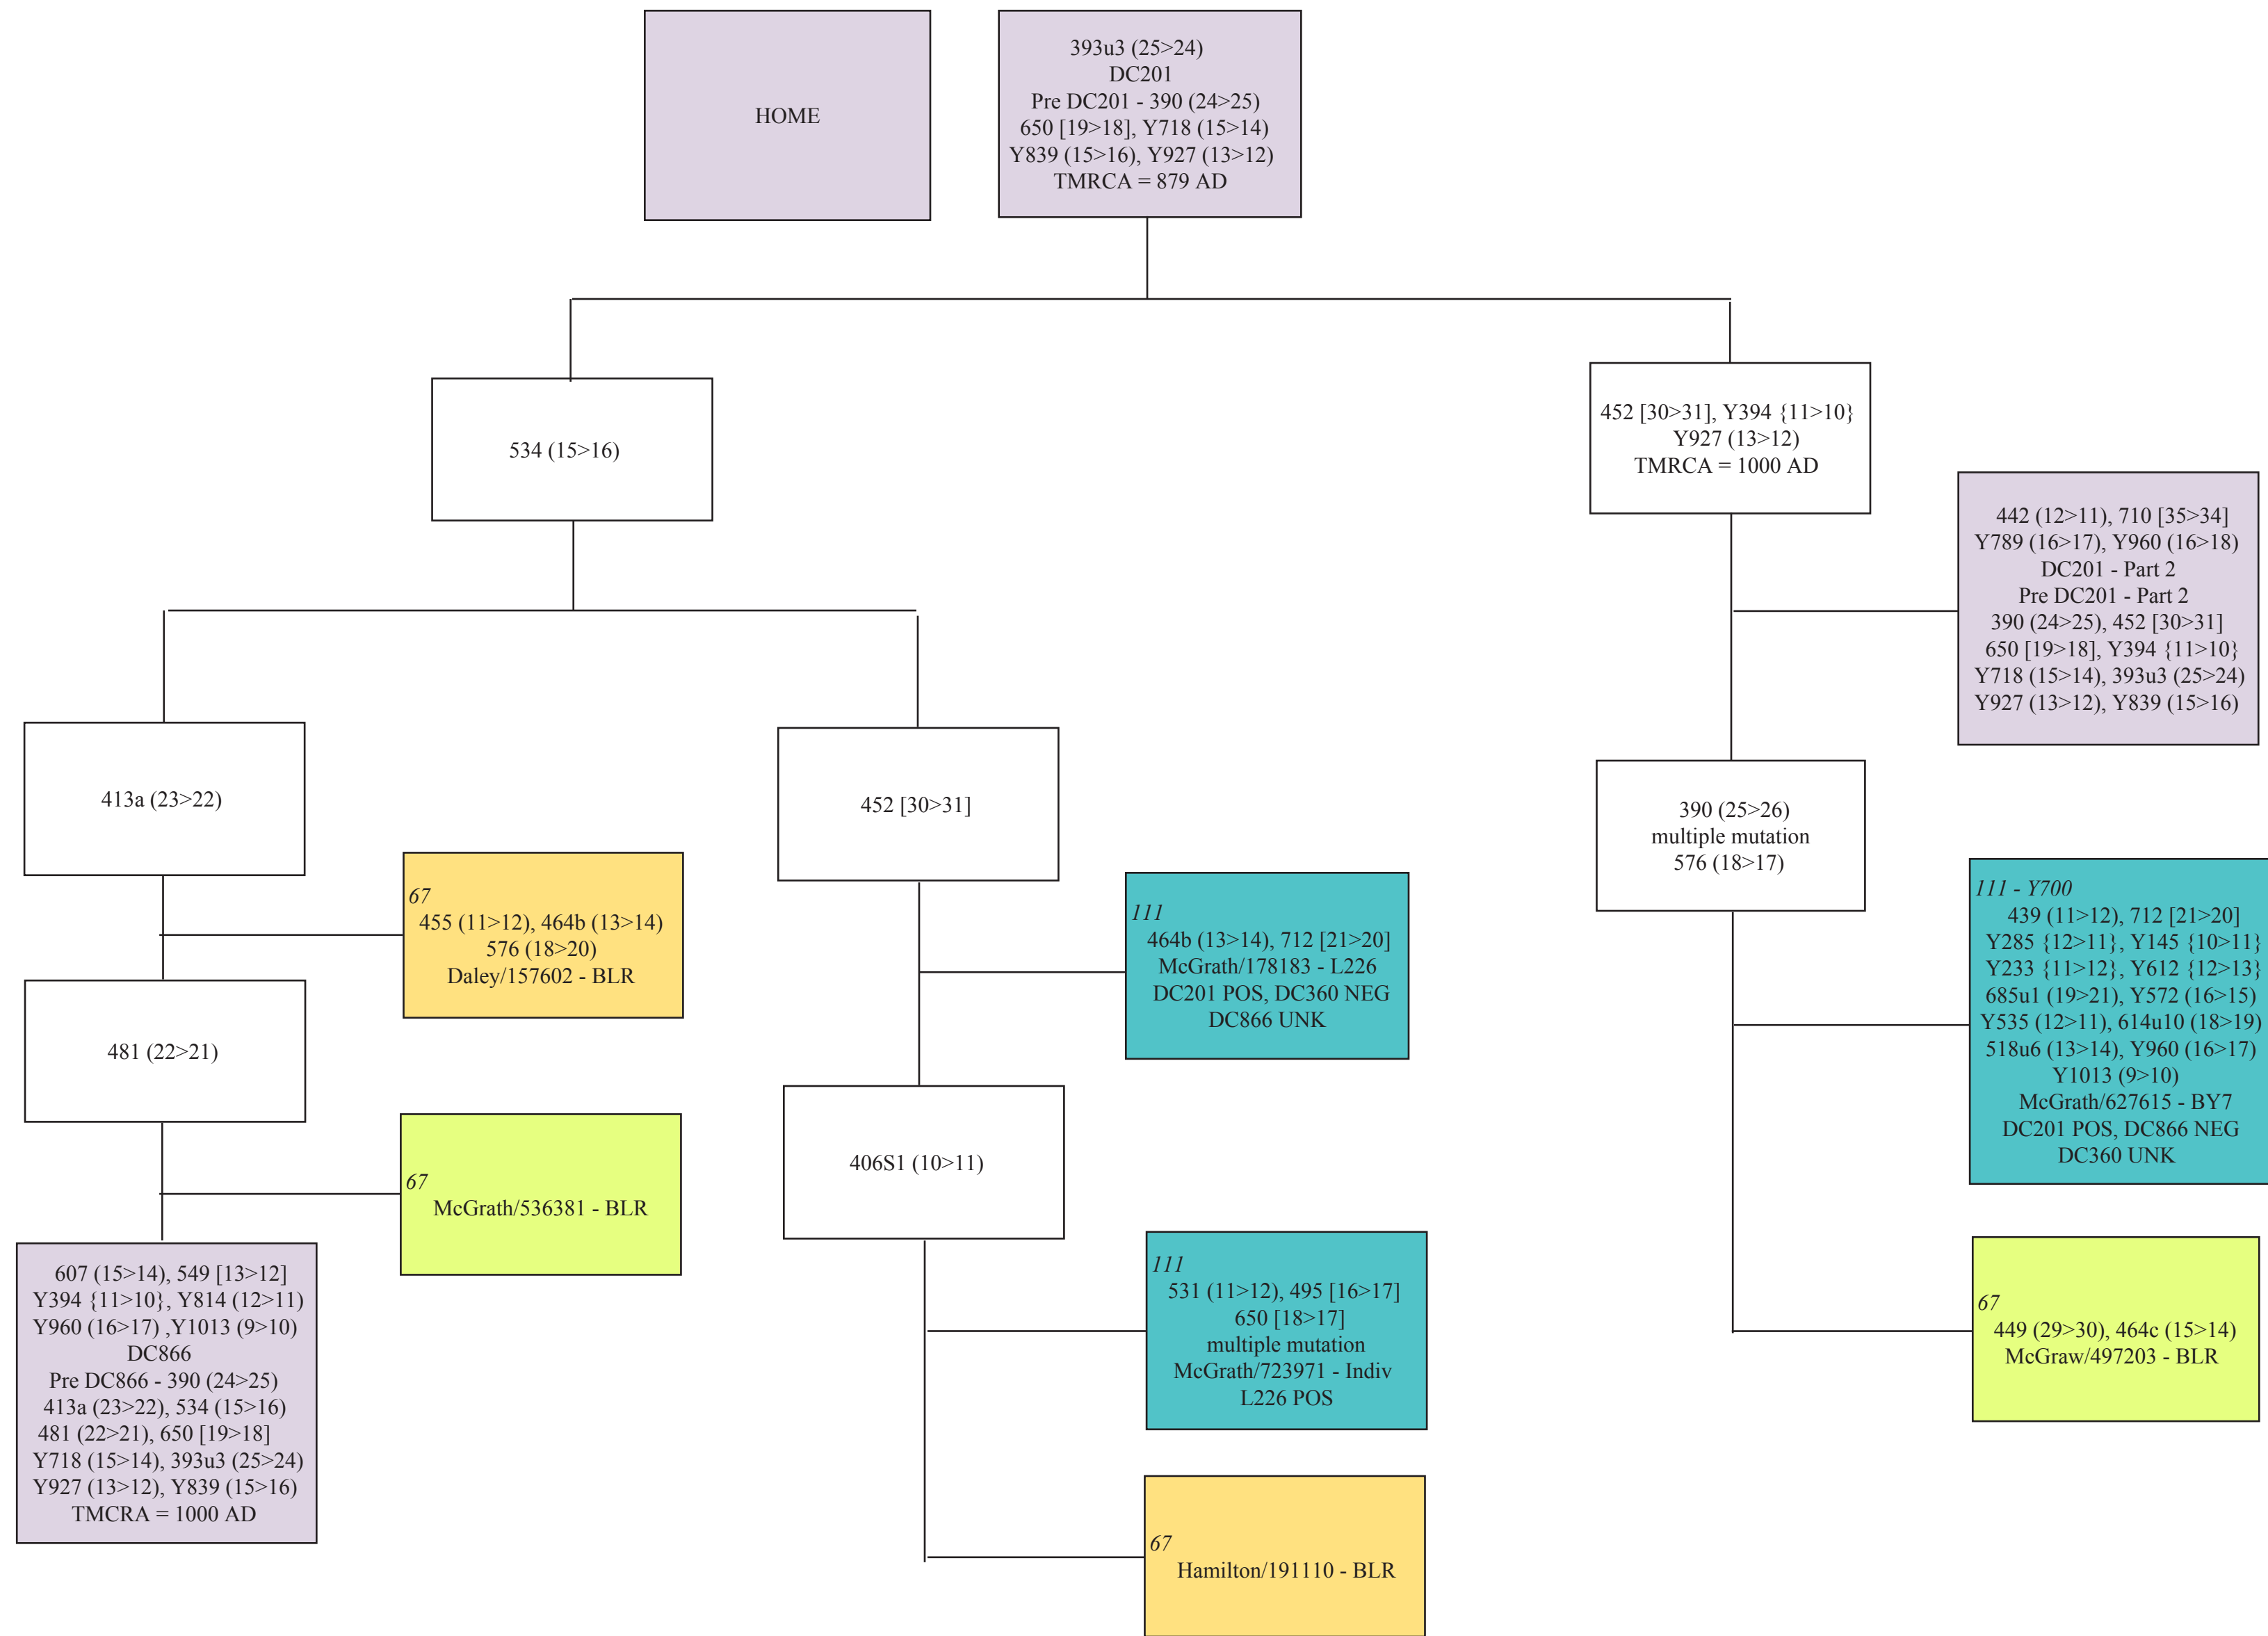 HOME
393u3 (25>24)
DC201
Pre DC201 - 390 (24>25)
650 [19>18], Y718 (15>14)
Y839 (15>16), Y927 (13>12)
TMRCA = 879 AD
534 (15>16)
452 [30>31], Y394 {11>10}
Y927 (13>12)
TMRCA = 1000 AD
442 (12>11), 710 [35>34]
Y789 (16>17), Y960 (16>18)
DC201 - Part 2
Pre DC201 - Part 2
390 (24>25), 452 [30>31]
650 [19>18], Y394 {11>10}
Y718 (15>14), 393u3 (25>24)
Y927 (13>12), Y839 (15>16)
413a (23>22)
452 [30>31]
390 (25>26)
multiple mutation
576 (18>17)
67
455 (11>12), 464b (13>14)
576 (18>20)
Daley/157602 - BLR
111
464b (13>14), 712 [21>20]
McGrath/178183 - L226
DC201 POS, DC360 NEG
DC866 UNK
111 - Y700
439 (11>12), 712 [21>20]
Y285 {12>11}, Y145 {10>11}
Y233 {11>12}, Y612 {12>13}
685u1 (19>21), Y572 (16>15)
Y535 (12>11), 614u10 (18>19)
518u6 (13>14), Y960 (16>17)
Y1013 (9>10)
McGrath/627615 - BY7
DC201 POS, DC866 NEG
DC360 UNK
481 (22>21)
406S1 (10>11)
67
McGrath/536381 - BLR
607 (15>14), 549 [13>12]
Y394 {11>10}, Y814 (12>11)
Y960 (16>17) ,Y1013 (9>10)
DC866
Pre DC866 - 390 (24>25)
413a (23>22), 534 (15>16)
481 (22>21), 650 [19>18]
Y718 (15>14), 393u3 (25>24)
Y927 (13>12), Y839 (15>16)
TMCRA = 1000 AD
111
531 (11>12), 495 [16>17]
650 [18>17]
multiple mutation
McGrath/723971 - Indiv
L226 POS
67
449 (29>30), 464c (15>14)
McGraw/497203 - BLR
67
Hamilton/191110 - BLR